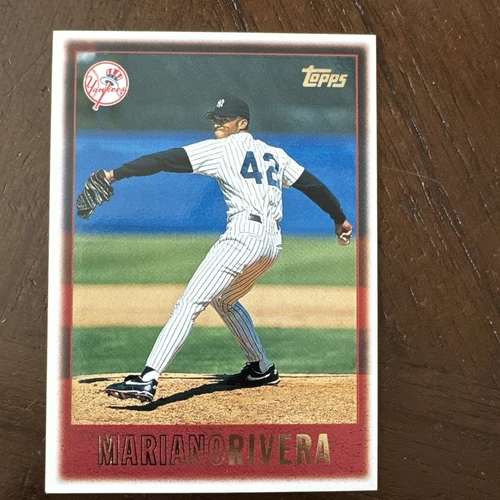 Yankees
Topps
NY
42
MARIANO RIVERA